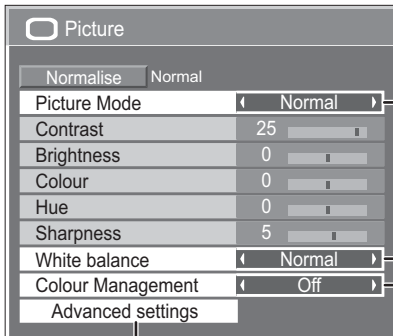 Picture
Normalise Normal
Picture Mode Normal
Contrast 25
Brightness 0
Colour 0
Hue 0
Sharpness 5
White balance Normal
Colour Management Off
Advanced settings